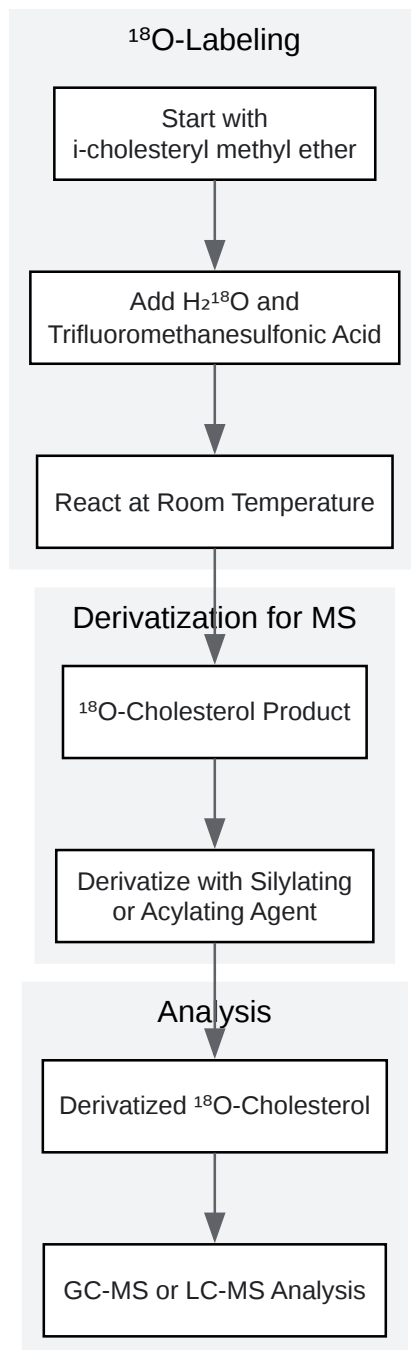 ¹⁸O-Labeling
Start with
i-cholesteryl methyl ether
Add H₂¹⁸O and
Trifluoromethanesulfonic Acid
React at Room Temperature
Derivatization for MS
¹⁸O-Cholesterol Product
Derivatize with Silylating
or Acylating Agent
Analysis
Derivatized ¹⁸O-Cholesterol
GC-MS or LC-MS Analysis